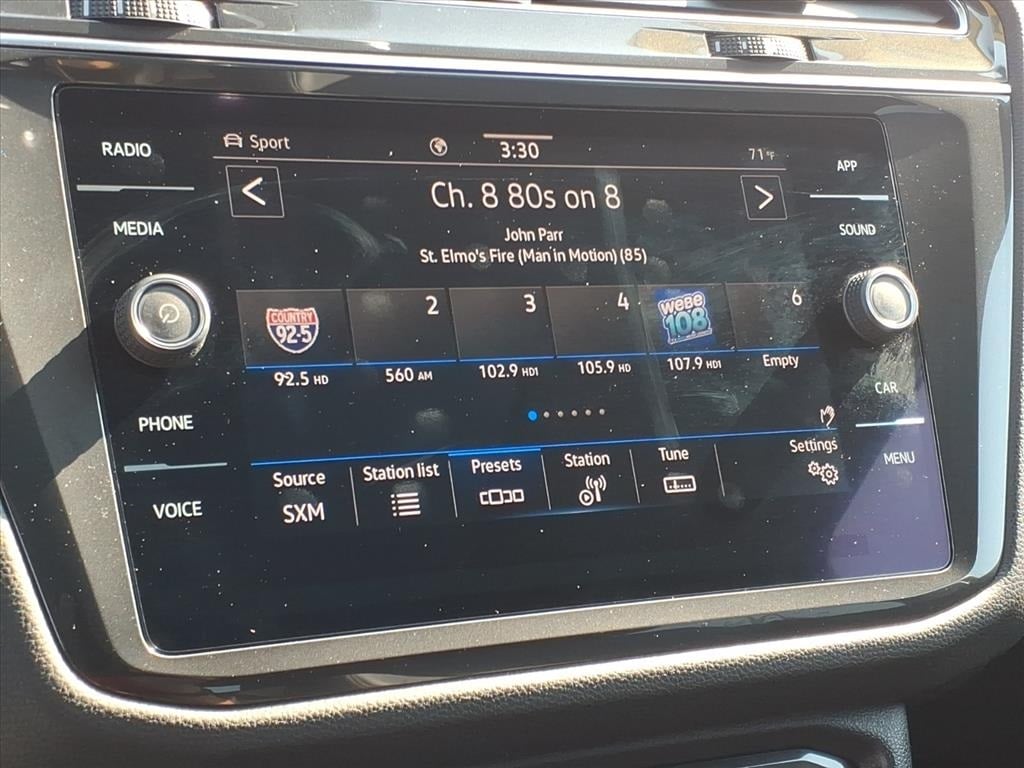 RADIO
Sport
3:30
71°F
APP
MEDIA
Ch. 8 80s on 8
SOUND
John Parr
St. Elmo's Fire (Man in Motion) (85)
COUNTRY
92·5
2
3
4
WEBE
108
6
92.5 HD
560 AM
102.9 HD1
105.9 HD
107.9 HD1
Empty
CAR
PHONE
Source
SXM
Station list
Presets
Station
Tune
Settings
MENU
VOICE